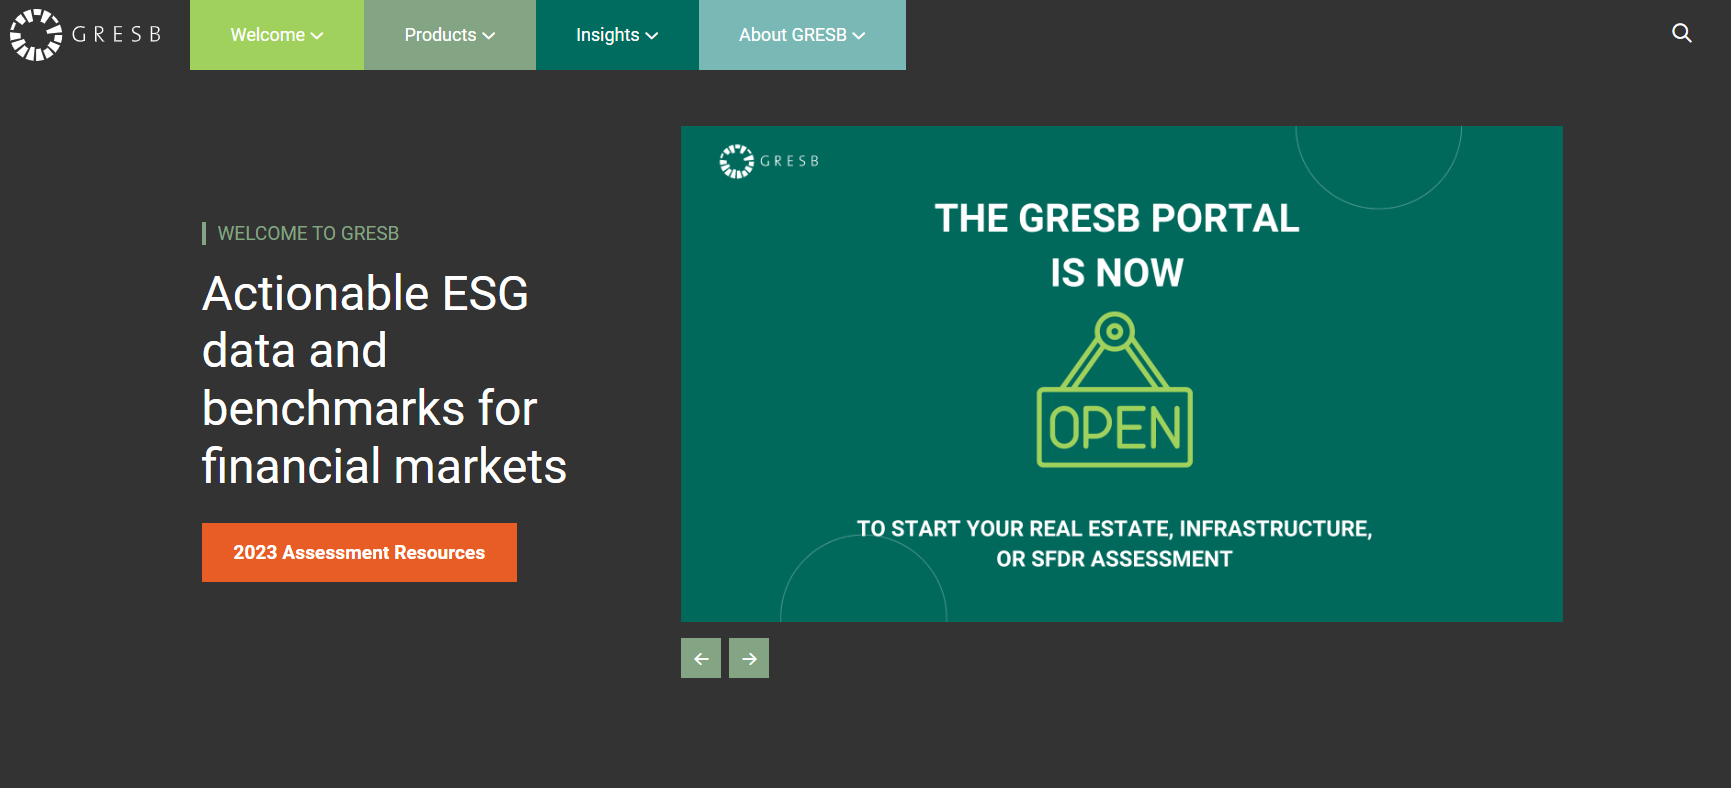 GRESB
Welcome
Products
Insights
About GRESB
WELCOME TO GRESB
Actionable ESG
data and
benchmarks for
financial markets
2023 Assessment Resources
GRESB
THE GRESB PORTAL
IS NOW
OPEN
TO START YOUR REAL ESTATE, INFRASTRUCTURE,
OR SFDR ASSESSMENT